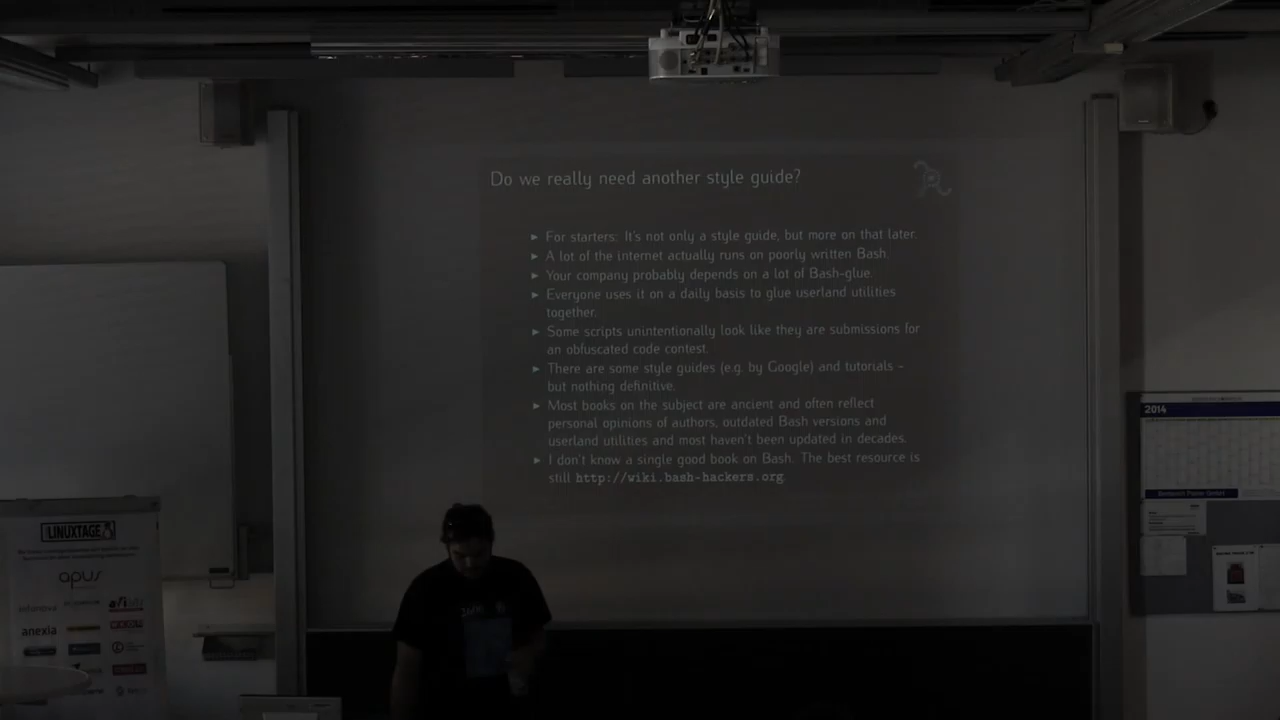 Do we really need another style guide?
► For starters: It's not only a style guide, but more on that later.
► A lot of the internet actually runs on poorly written Bash.
► Your company probably depends on a lot of Bash-glue.
► Everyone uses it on a daily basis to glue userland utilities
together.
► Some scripts unintentionally look like they are submissions for
an obfuscated code contest.
► There are some style guides (e.g. by Google) and tutorials -
but nothing definitive.
► Most books on the subject are ancient and often reflect
personal opinions of authors, outdated Bash versions and
userland utilities and most haven't been updated in decades.
► I don't know a single good book on Bash. The best resource is
still http://wiki.bash-hackers.org.
2014
LINUXTAGE
apus
anexia